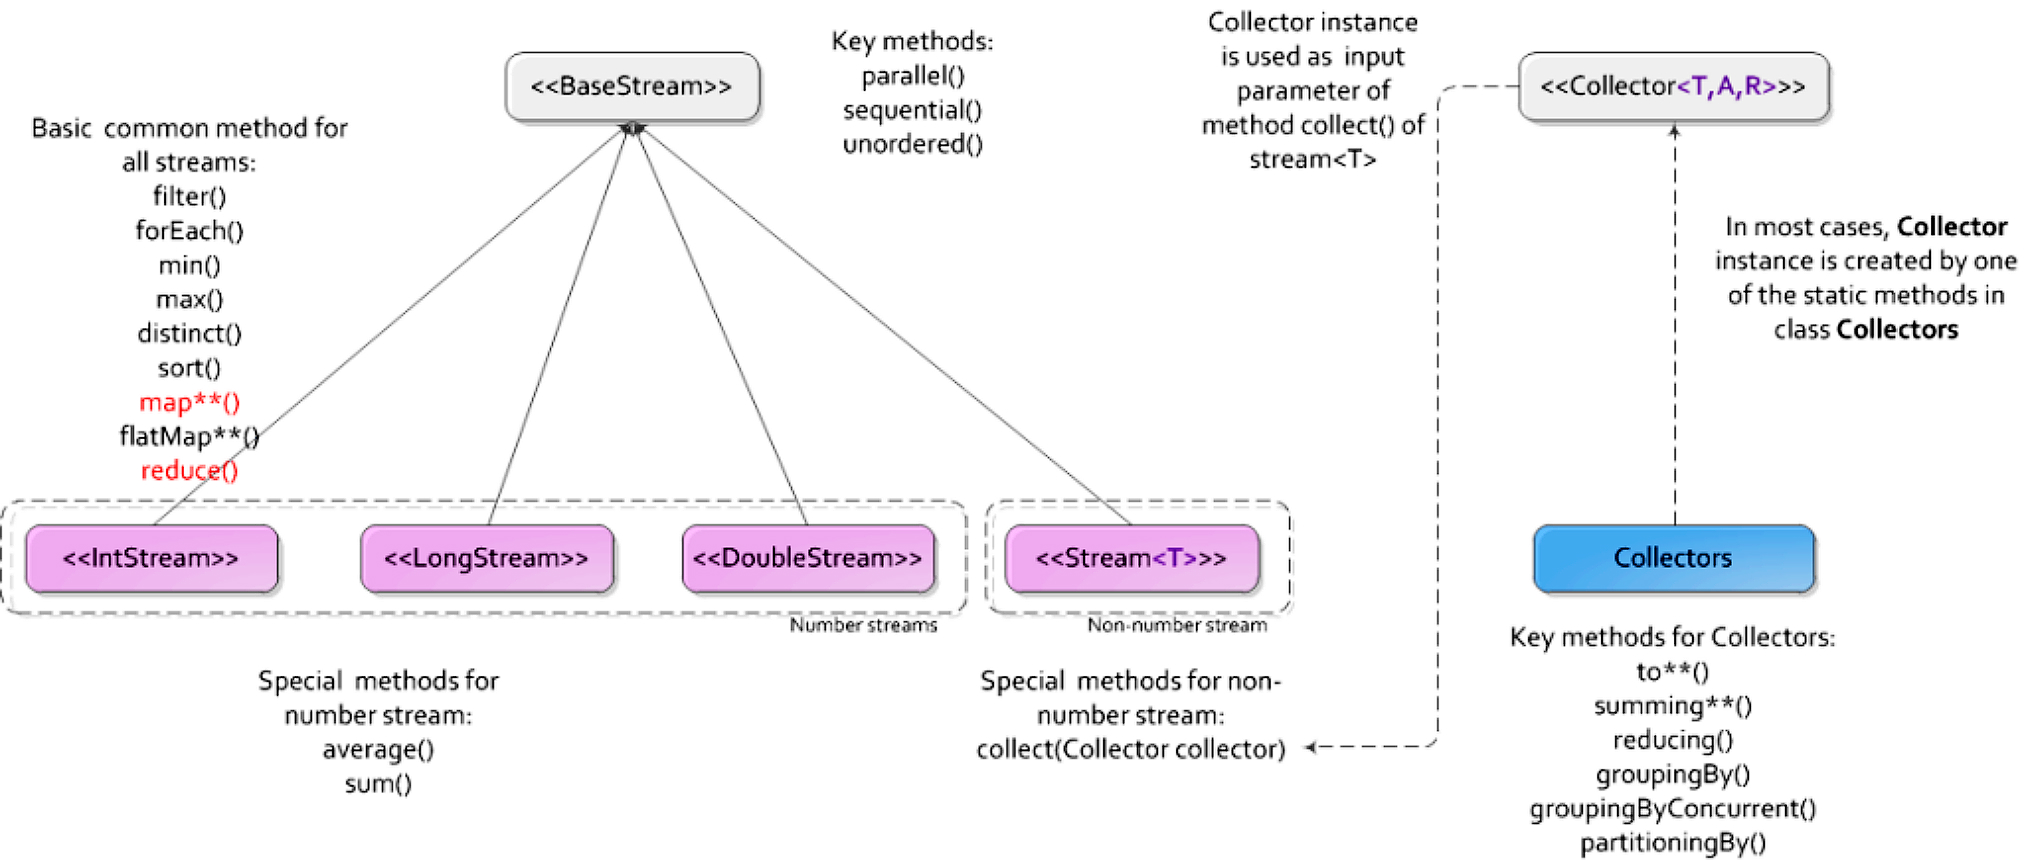 <<BaseStream>>
Key methods:
parallel()
sequential()
unordered()
Collector instance
is used as input
parameter of
method collect() of
stream<T>
<<Collector<T,A,R>>>
Basic common method for
all streams:
filter()
forEach()
min()
max()
distinct()
sort()
map**()
flatMap**()
reduce()
In most cases, Collector
instance is created by one
of the static methods in
class Collectors
<<IntStream>>
<<LongStream>>
<<DoubleStream>>
<<Stream<T>>>
Collectors
Number streams
Non-number stream
Special methods for
number stream:
average()
sum()
Special methods for non-
number stream:
collect(Collector collector)
Key methods for Collectors:
to**()
summing**()
reducing()
groupingBy()
groupingByConcurrent()
partitioningBy()